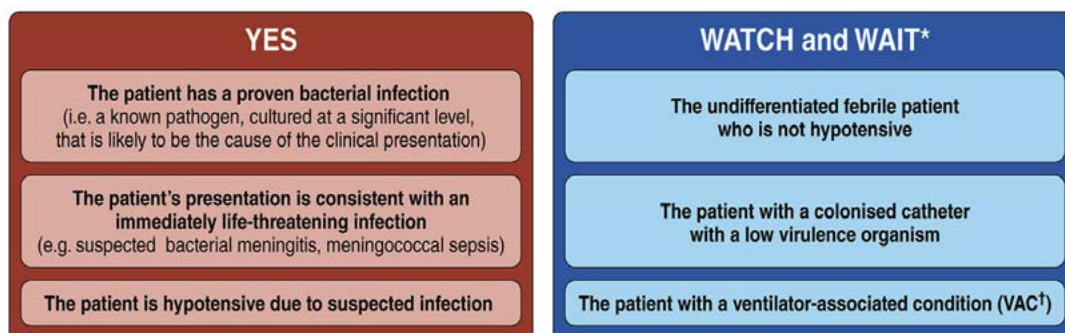 YES
The patient has a proven bacterial infection
(i.e. a known pathogen, cultured at a significant level,
that is likely to be the cause of the clinical presentation)
The patient's presentation is consistent with an
immediately life-threatening infection
(e.g. suspected bacterial meningitis, meningococcal sepsis)
The patient is hypotensive due to suspected infection
WATCH and WAIT*
The undifferentiated febrile patient
who is not hypotensive
The patient with a colonised catheter
with a low virulence organism
The patient with a ventilator-associated condition (VAC†)